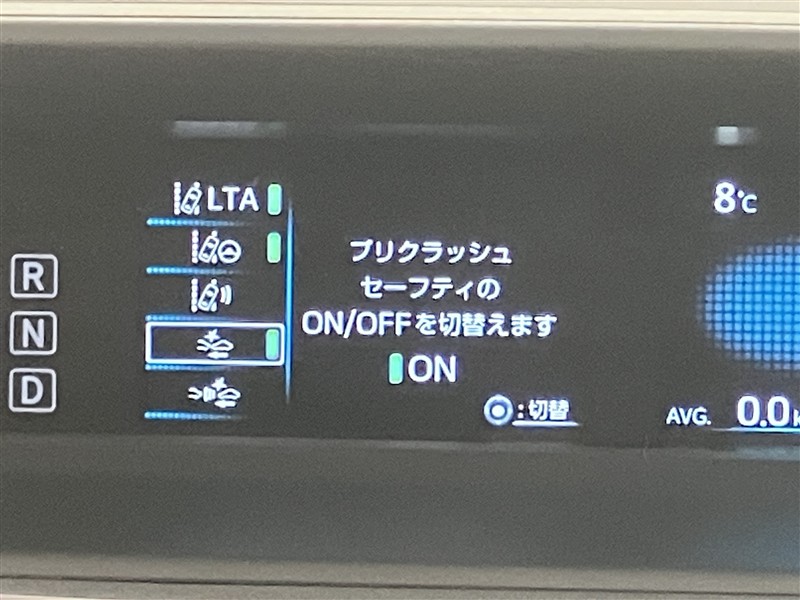 LTA
R
N
D
プリクラッシュ
セーフティの
ON/OFFを切替えます
ON
:切替
8℃
AVG. 0.0